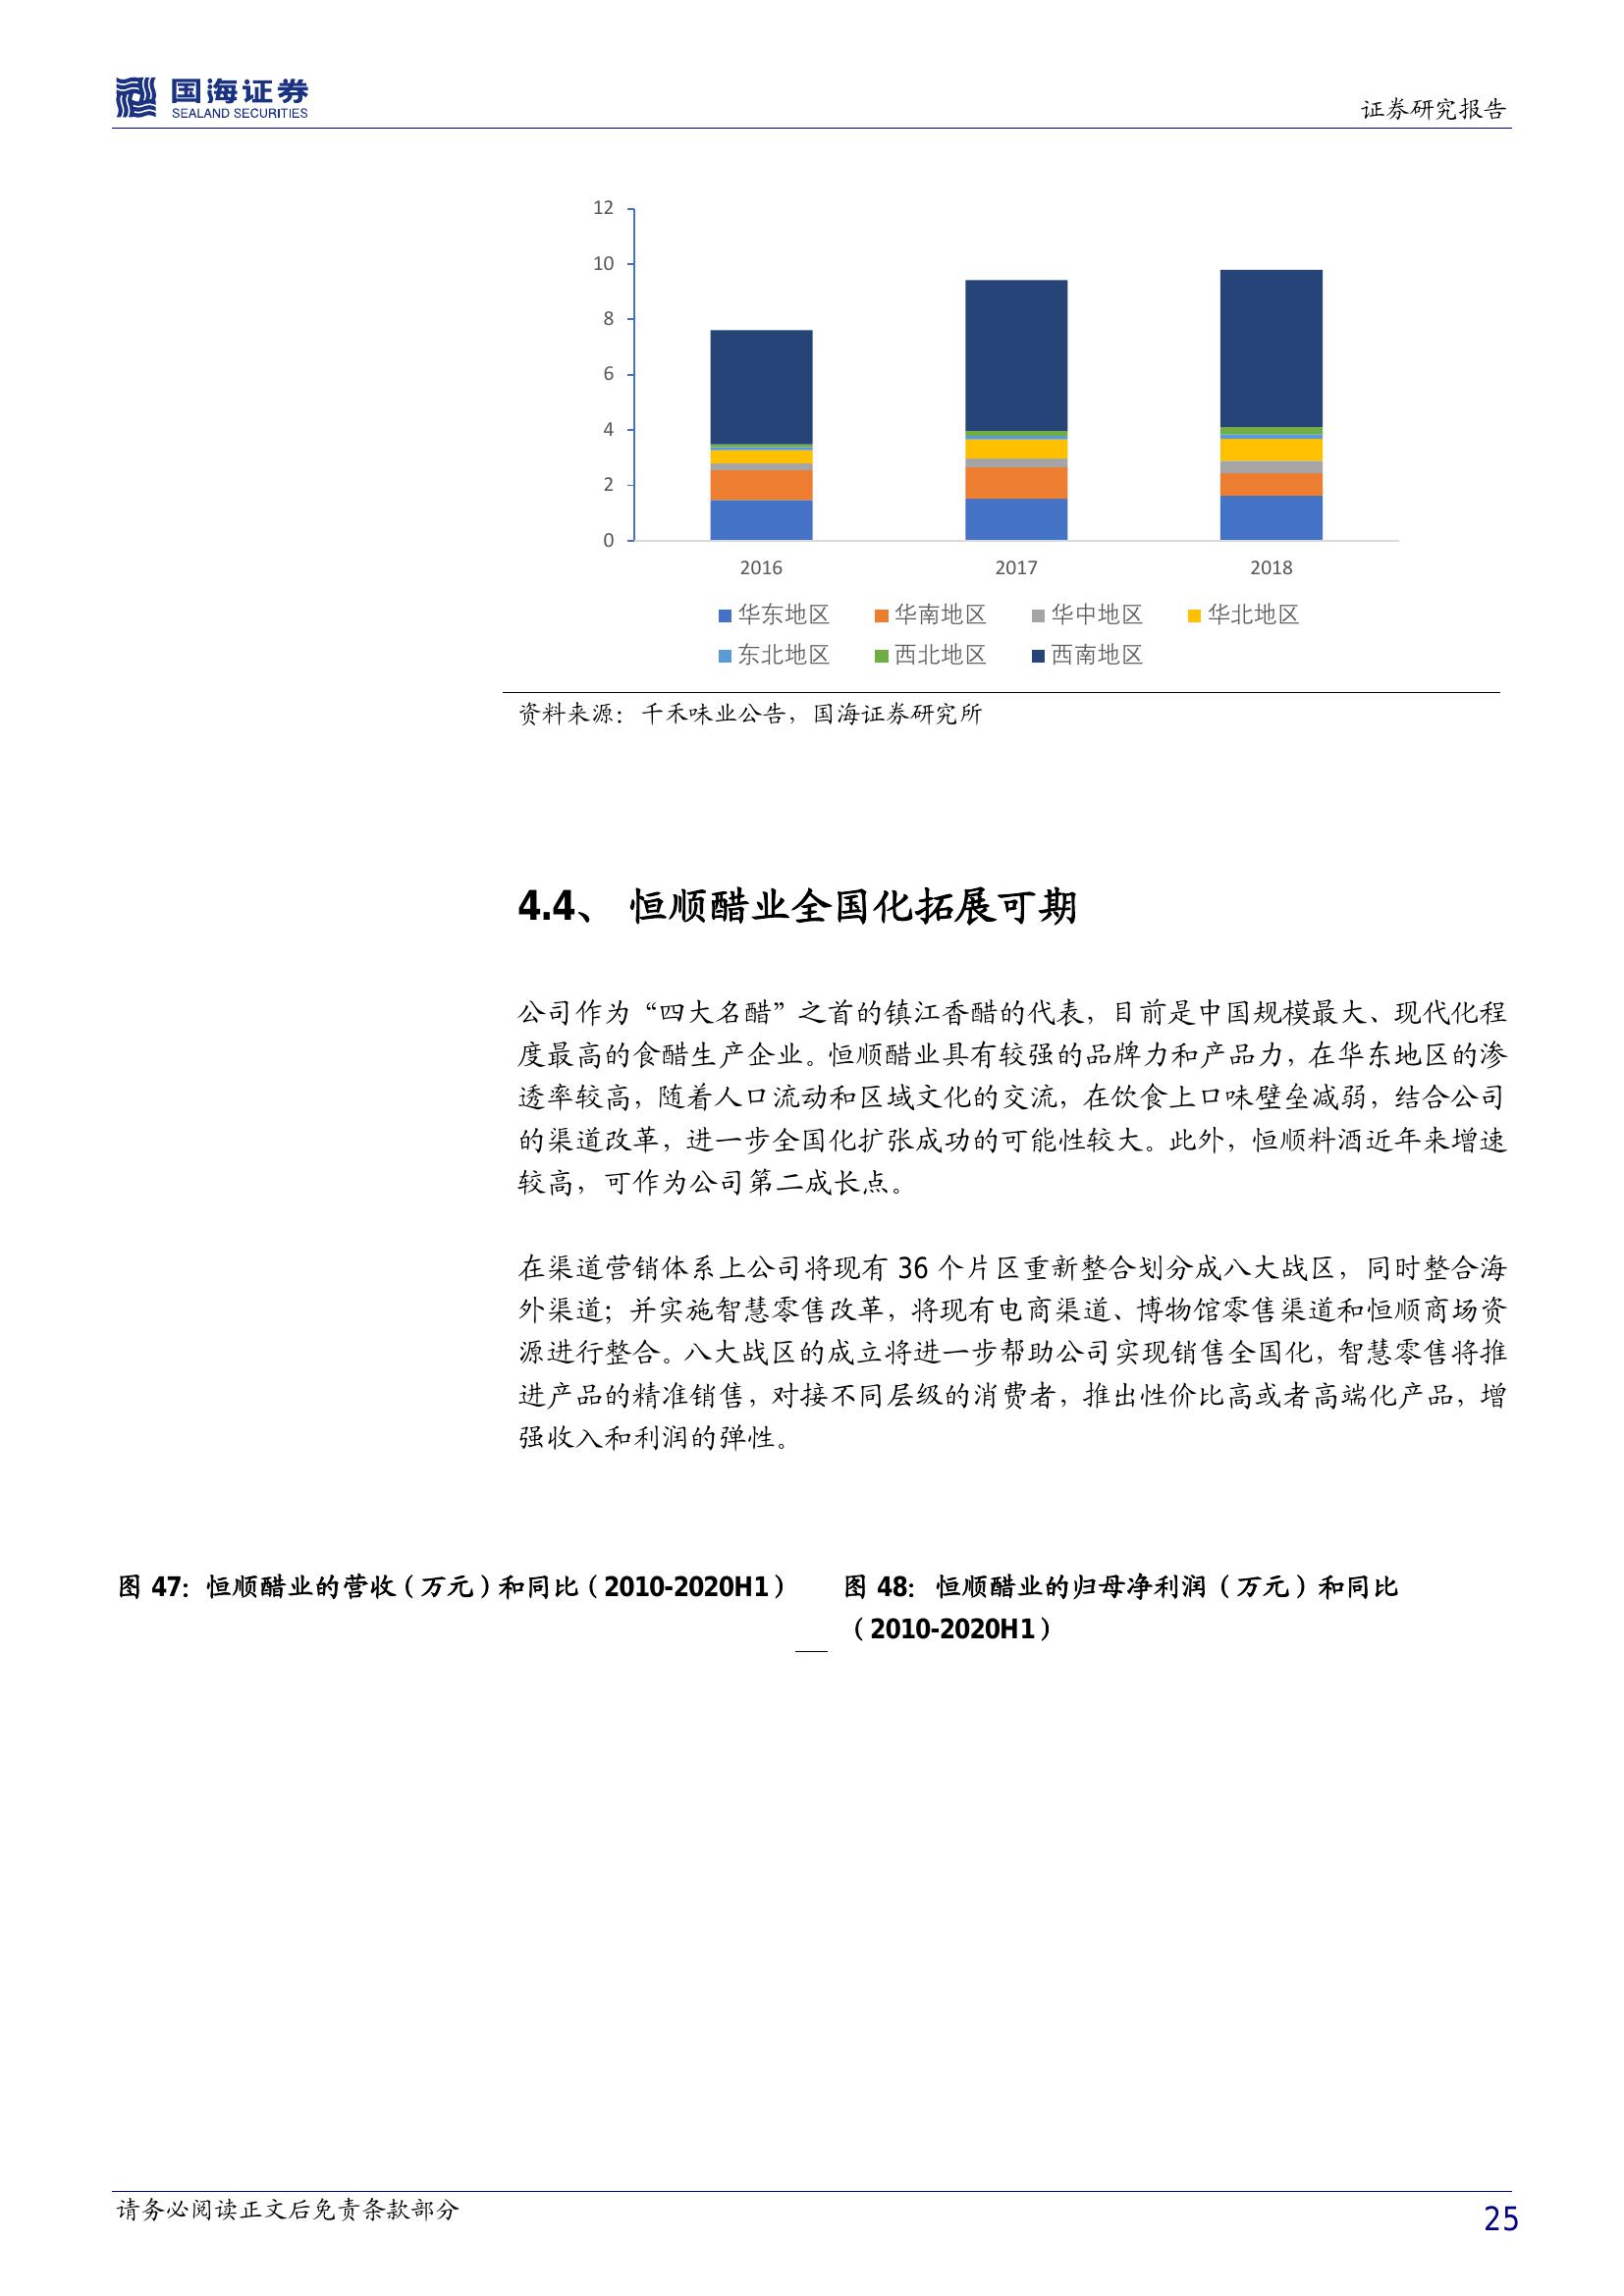 国海证券
SEALAND SECURITIES
证券研究报告
12
10
8
6
4
2
0
2016 2017 2018
华东地区 华南地区 华中地区 华北地区
东北地区 西北地区 西南地区
资料来源：千禾味业公告，国海证券研究所
4.4、 恒顺醋业全国化拓展可期
公司作为“四大名醋”之首的镇江香醋的代表，目前是中国规模最大、现代化程
度最高的食醋生产企业。恒顺醋业具有较强的品牌力和产品力，在华东地区的渗
透率较高，随着人口流动和区域文化的交流，在饮食上口味壁垒减弱，结合公司
的渠道改革，进一步全国化扩张成功的可能性较大。此外，恒顺料酒近年来增速
较高，可作为公司第二成长点。
在渠道营销体系上公司将现有 36 个片区重新整合划分成八大战区，同时整合海
外渠道；并实施智慧零售改革，将现有电商渠道、博物馆零售渠道和恒顺商场资
源进行整合。八大战区的成立将进一步帮助公司实现销售全国化，智慧零售将推
进产品的精准销售，对接不同层级的消费者，推出性价比高或者高端化产品，增
强收入和利润的弹性。
图 47：恒顺醋业的营收（万元）和同比（2010-2020H1）
图 48：恒顺醋业的归母净利润（万元）和同比
（2010-2020H1）
请务必阅读正文后免责条款部分
25